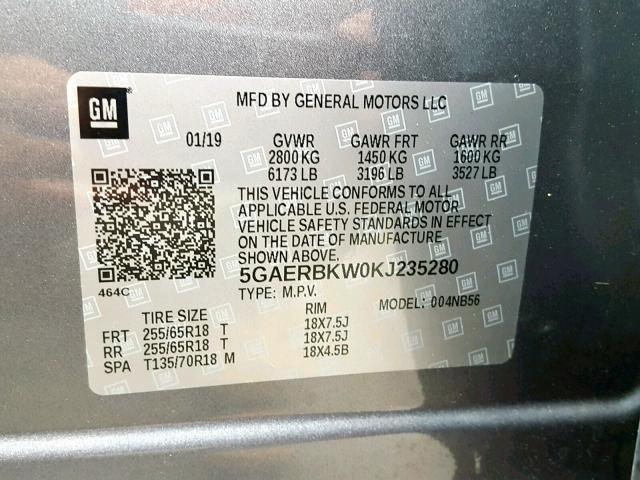 GM
MFD BY GENERAL MOTORS LLC
01/19 GVWR GAWR FRT GAWR RR
2800 KG 1450 KG 1600 KG
6173 LB 3196 LB 3527 LB
THIS VEHICLE CONFORMS TO ALL
APPLICABLE U.S. FEDERAL MOTOR
VEHICLE SAFETY STANDARDS IN EFFECT
ON THE DATE OF MANUFACTURE
SHOWN ABOVE.
464C
5GAERBKW0KJ235280
TYPE: M.P.V. MODEL: 004NB56
TIRE SIZE RIM
FRT 255/65R18 T 18X7.5J
RR 255/65R18 T 18X7.5J
SPA T135/70R18 M 18X4.5B